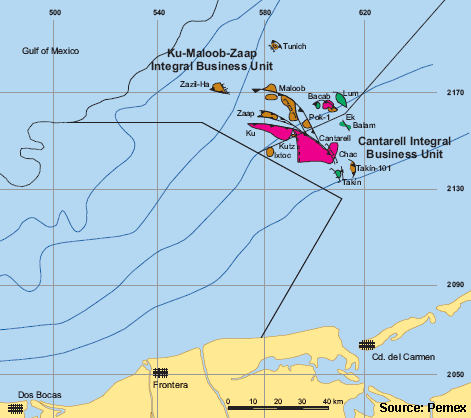 500
540
580
620
Gulf of Mexico
Ku-Maloob-Zaap
Integral Business Unit
Tunich
Zazil-Ha
Maloob
Bacab
Lum
2170
Zaap
Pok-1
Ek
Balam
Ku
Cantarell
Cantarell Integral
Business Unit
Kutz
Ixtoc
Chac
Takin-101
Takin
2130
2090
Cd. del Carmen
2050
Frontera
Dos Bocas
0 10 20 30 40 km
Source: Pemex